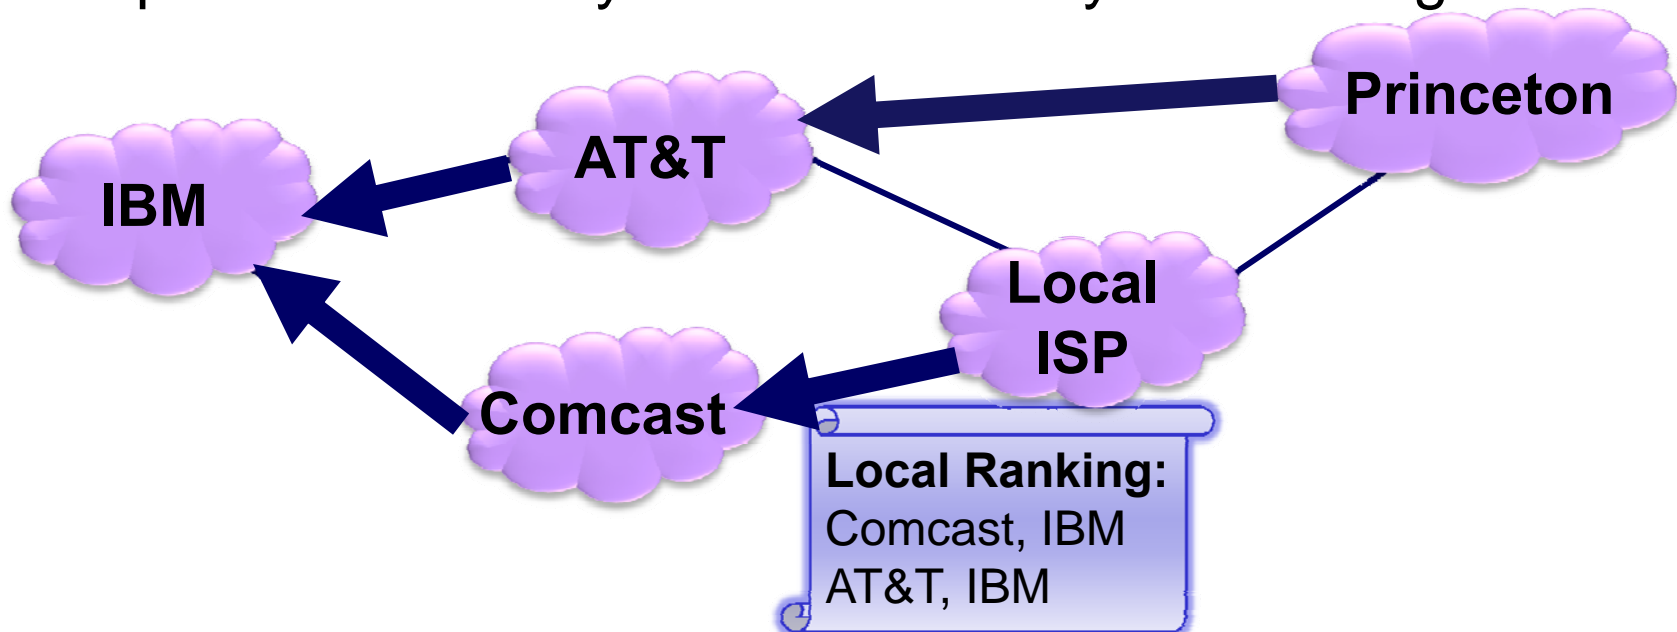 Princeton
AT&T
IBM
Local
ISP
Comcast
Local Ranking:
Comcast, IBM
AT&T, IBM